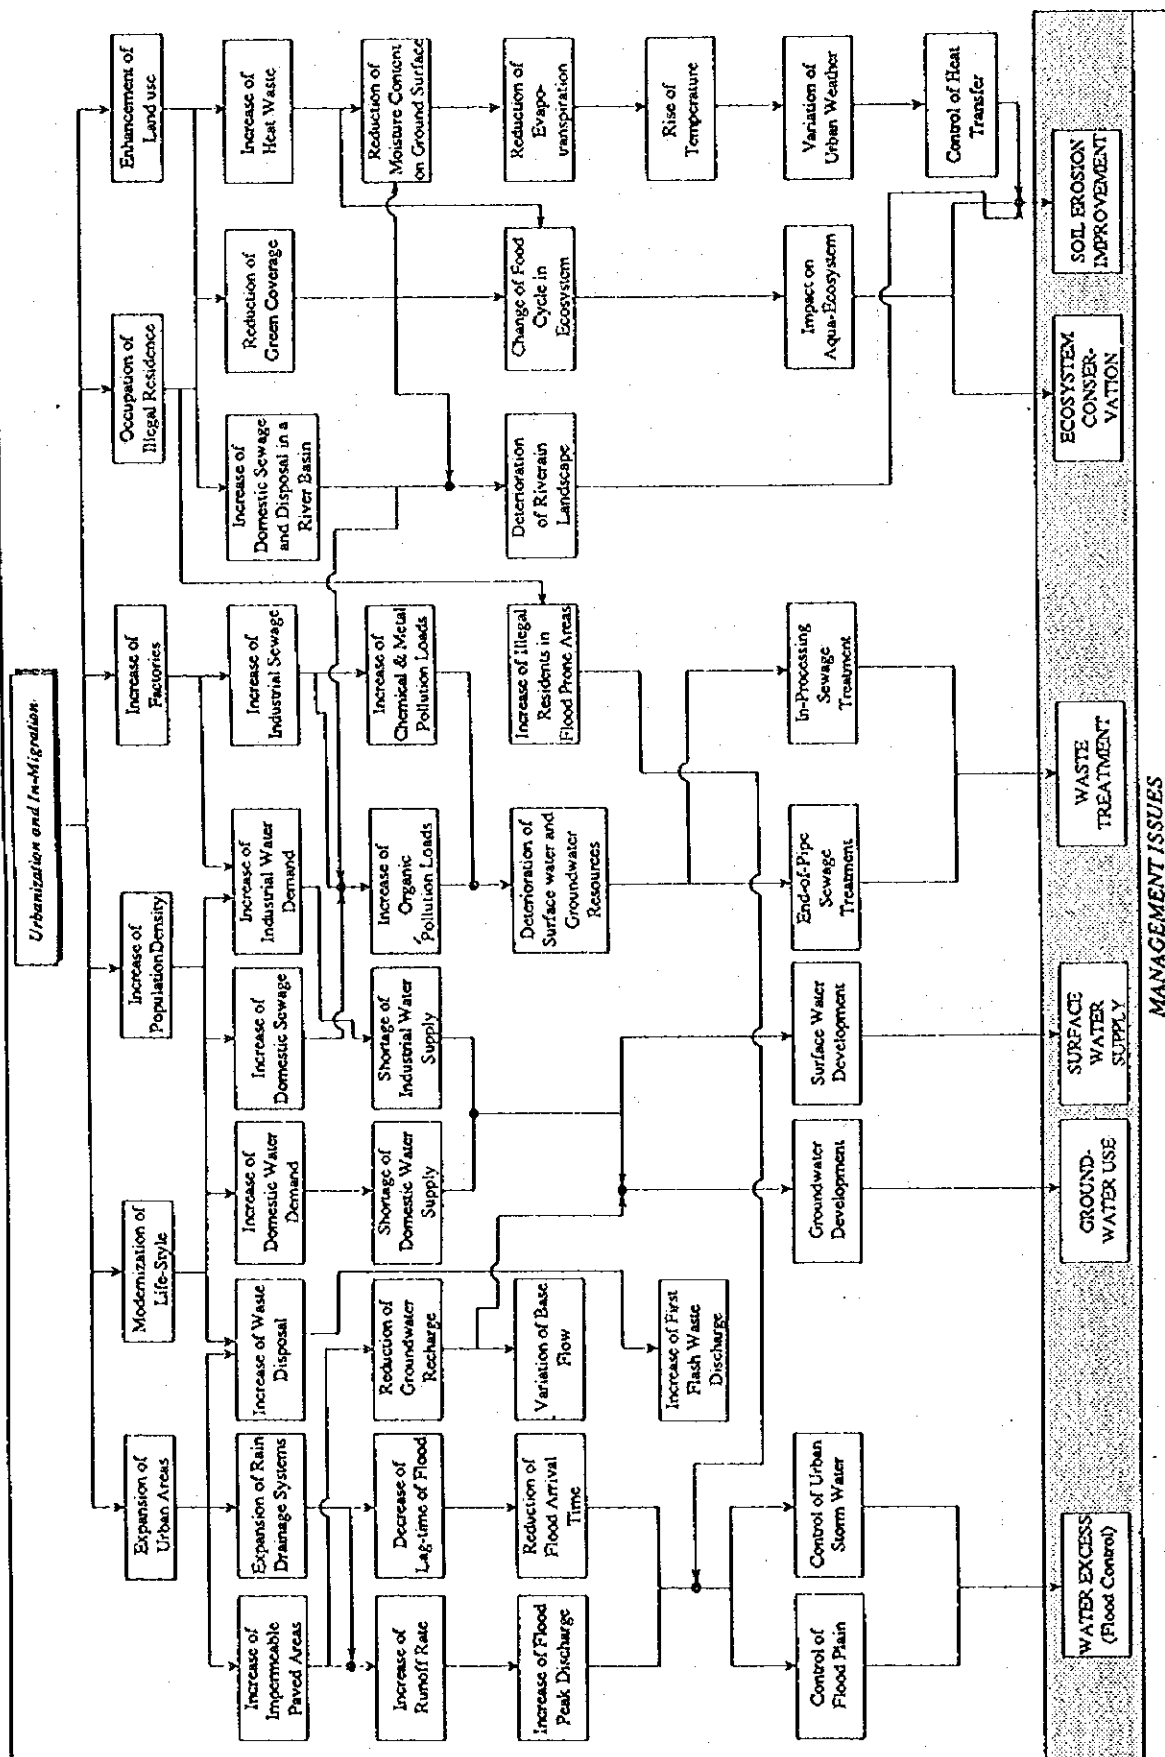 Urbanization and In-Migration
Expansion of
Urban Areas
Modernization of
Life-Style
Increase of
Population Density
Increase of
Factories
Occupation of
Illegal Residence
Enhancement of
Land use
Increase of
Impermeable
Paved Areas
Expansion of Rain
Drainage Systems
Increase of Waste
Disposal
Increase of
Domestic Water
Demand
Increase of
Domestic Sewage
Increase of
Industrial Water
Demand
Increase of
Industrial Sewage
Increase of
Domestic Sewage
and Disposal in a
River Basin
Reduction of
Green Coverage
Increase of
Heat Waste
Increase of
Runoff Rate
Decrease of
Lag-time of Flood
Reduction of
Groundwater
Recharge
Shortage of
Domestic Water
Supply
Shortage of
Industrial Water
Supply
Increase of
Organic
Pollution Loads
Increase of
Chemical & Metal
Pollution Loads
Reduction of
Moisture Content
on Ground Surface
Increase of Flood
Peak Discharge
Reduction of
Flood Arrival
Time
Variation of Base
Flow
Deterioration of
Surface water and
Groundwater
Resources
Increase of Illegal
Residents in
Flood Prone Areas
Deterioration
of Riverain
Landscape
Change of Food
Cycle in
Ecosystem
Reduction of
Evapo-
transpiration
Increase of First
Flash Waste
Discharge
Rise of
Temperature
Control of
Flood Plain
Control of Urban
Storm Water
Groundwater
Development
Surface Water
Development
End-of-Pipe
Sewage
Treatment
In-Processing
Sewage
Treatment
Impact on
Aqua-Ecosystem
Variation of
Urban Weather
Control of Heat
Transfer
WATER EXCESS
(Flood Control)
GROUND-
WATER USE
SURFACE
WATER
SUPPLY
WASTE
TREATMENT
ECOSYSTEM
CONSER-
VATION
SOIL EROSION
IMPROVEMENT
MANAGEMENT ISSUES